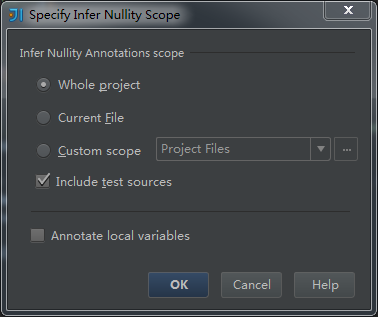 Specify Infer Nullity Scope
Infer Nullity Annotations scope
Whole project
Current File
Custom scope Project Files ...
Include test sources
Annotate local variables
OK Cancel Help